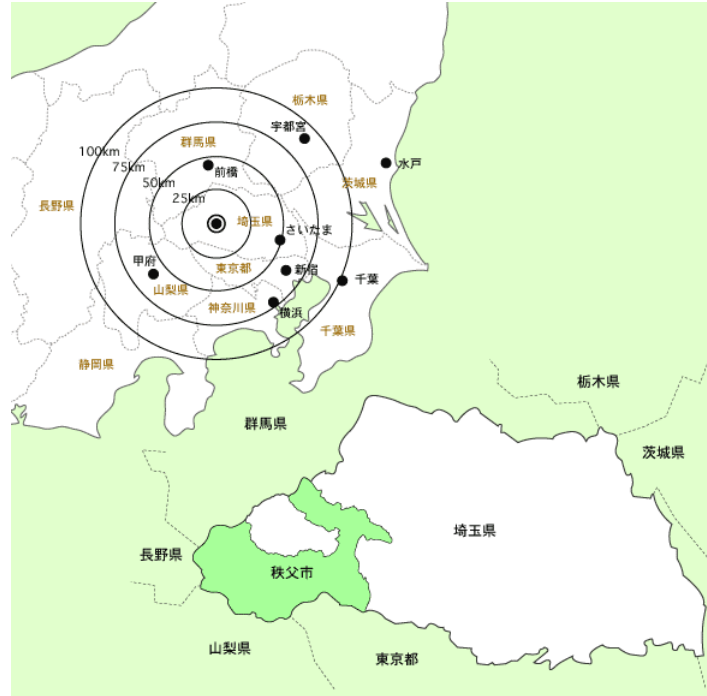 栃木県
宇都宮
群馬県
100km
水戸
75km
前橋
50km
茨城県
25km
長野県
埼玉県
さいたま
甲府
東京都
新宿
千葉
山梨県
神奈川県
横浜
千葉県
静岡県
栃木県
群馬県
茨城県
埼玉県
長野県
秩父市
山梨県
東京都